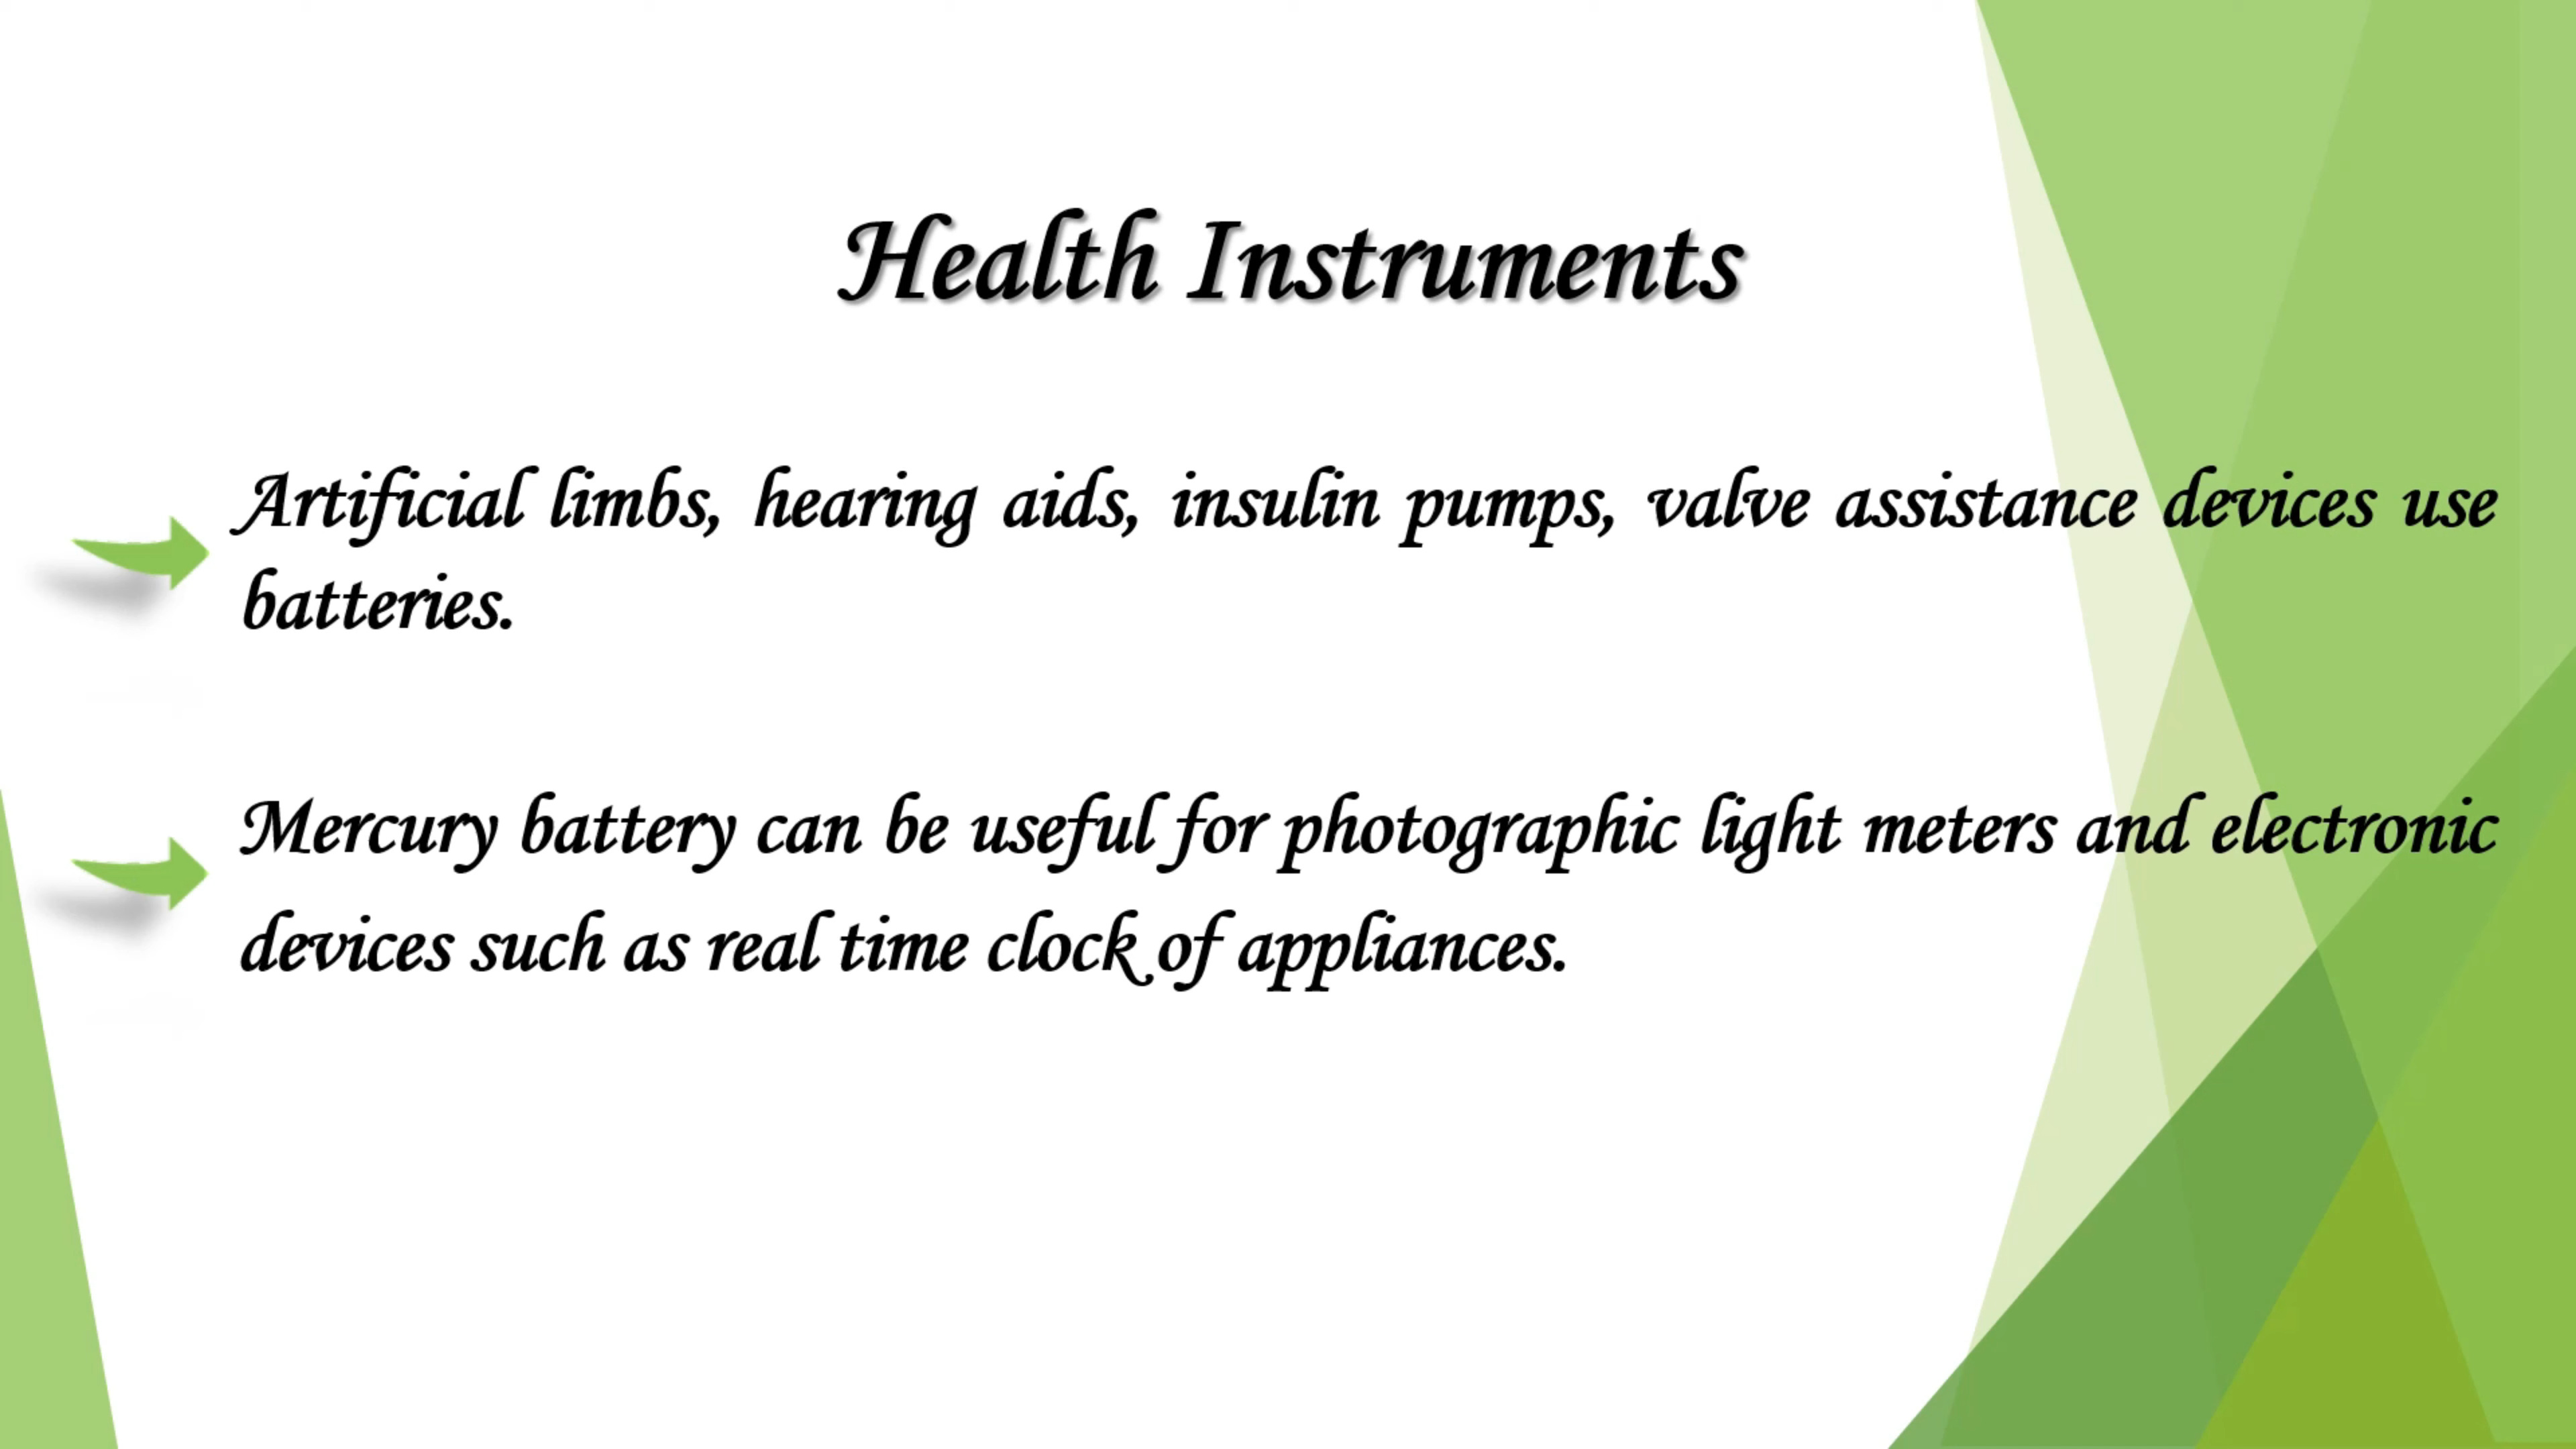 Health Instruments
Artificial limbs, hearing aids, insulin pumps, valve assistance devices use
batteries.
Mercury battery can be useful for photographic light meters and electronic
devices such as real time clock of appliances.